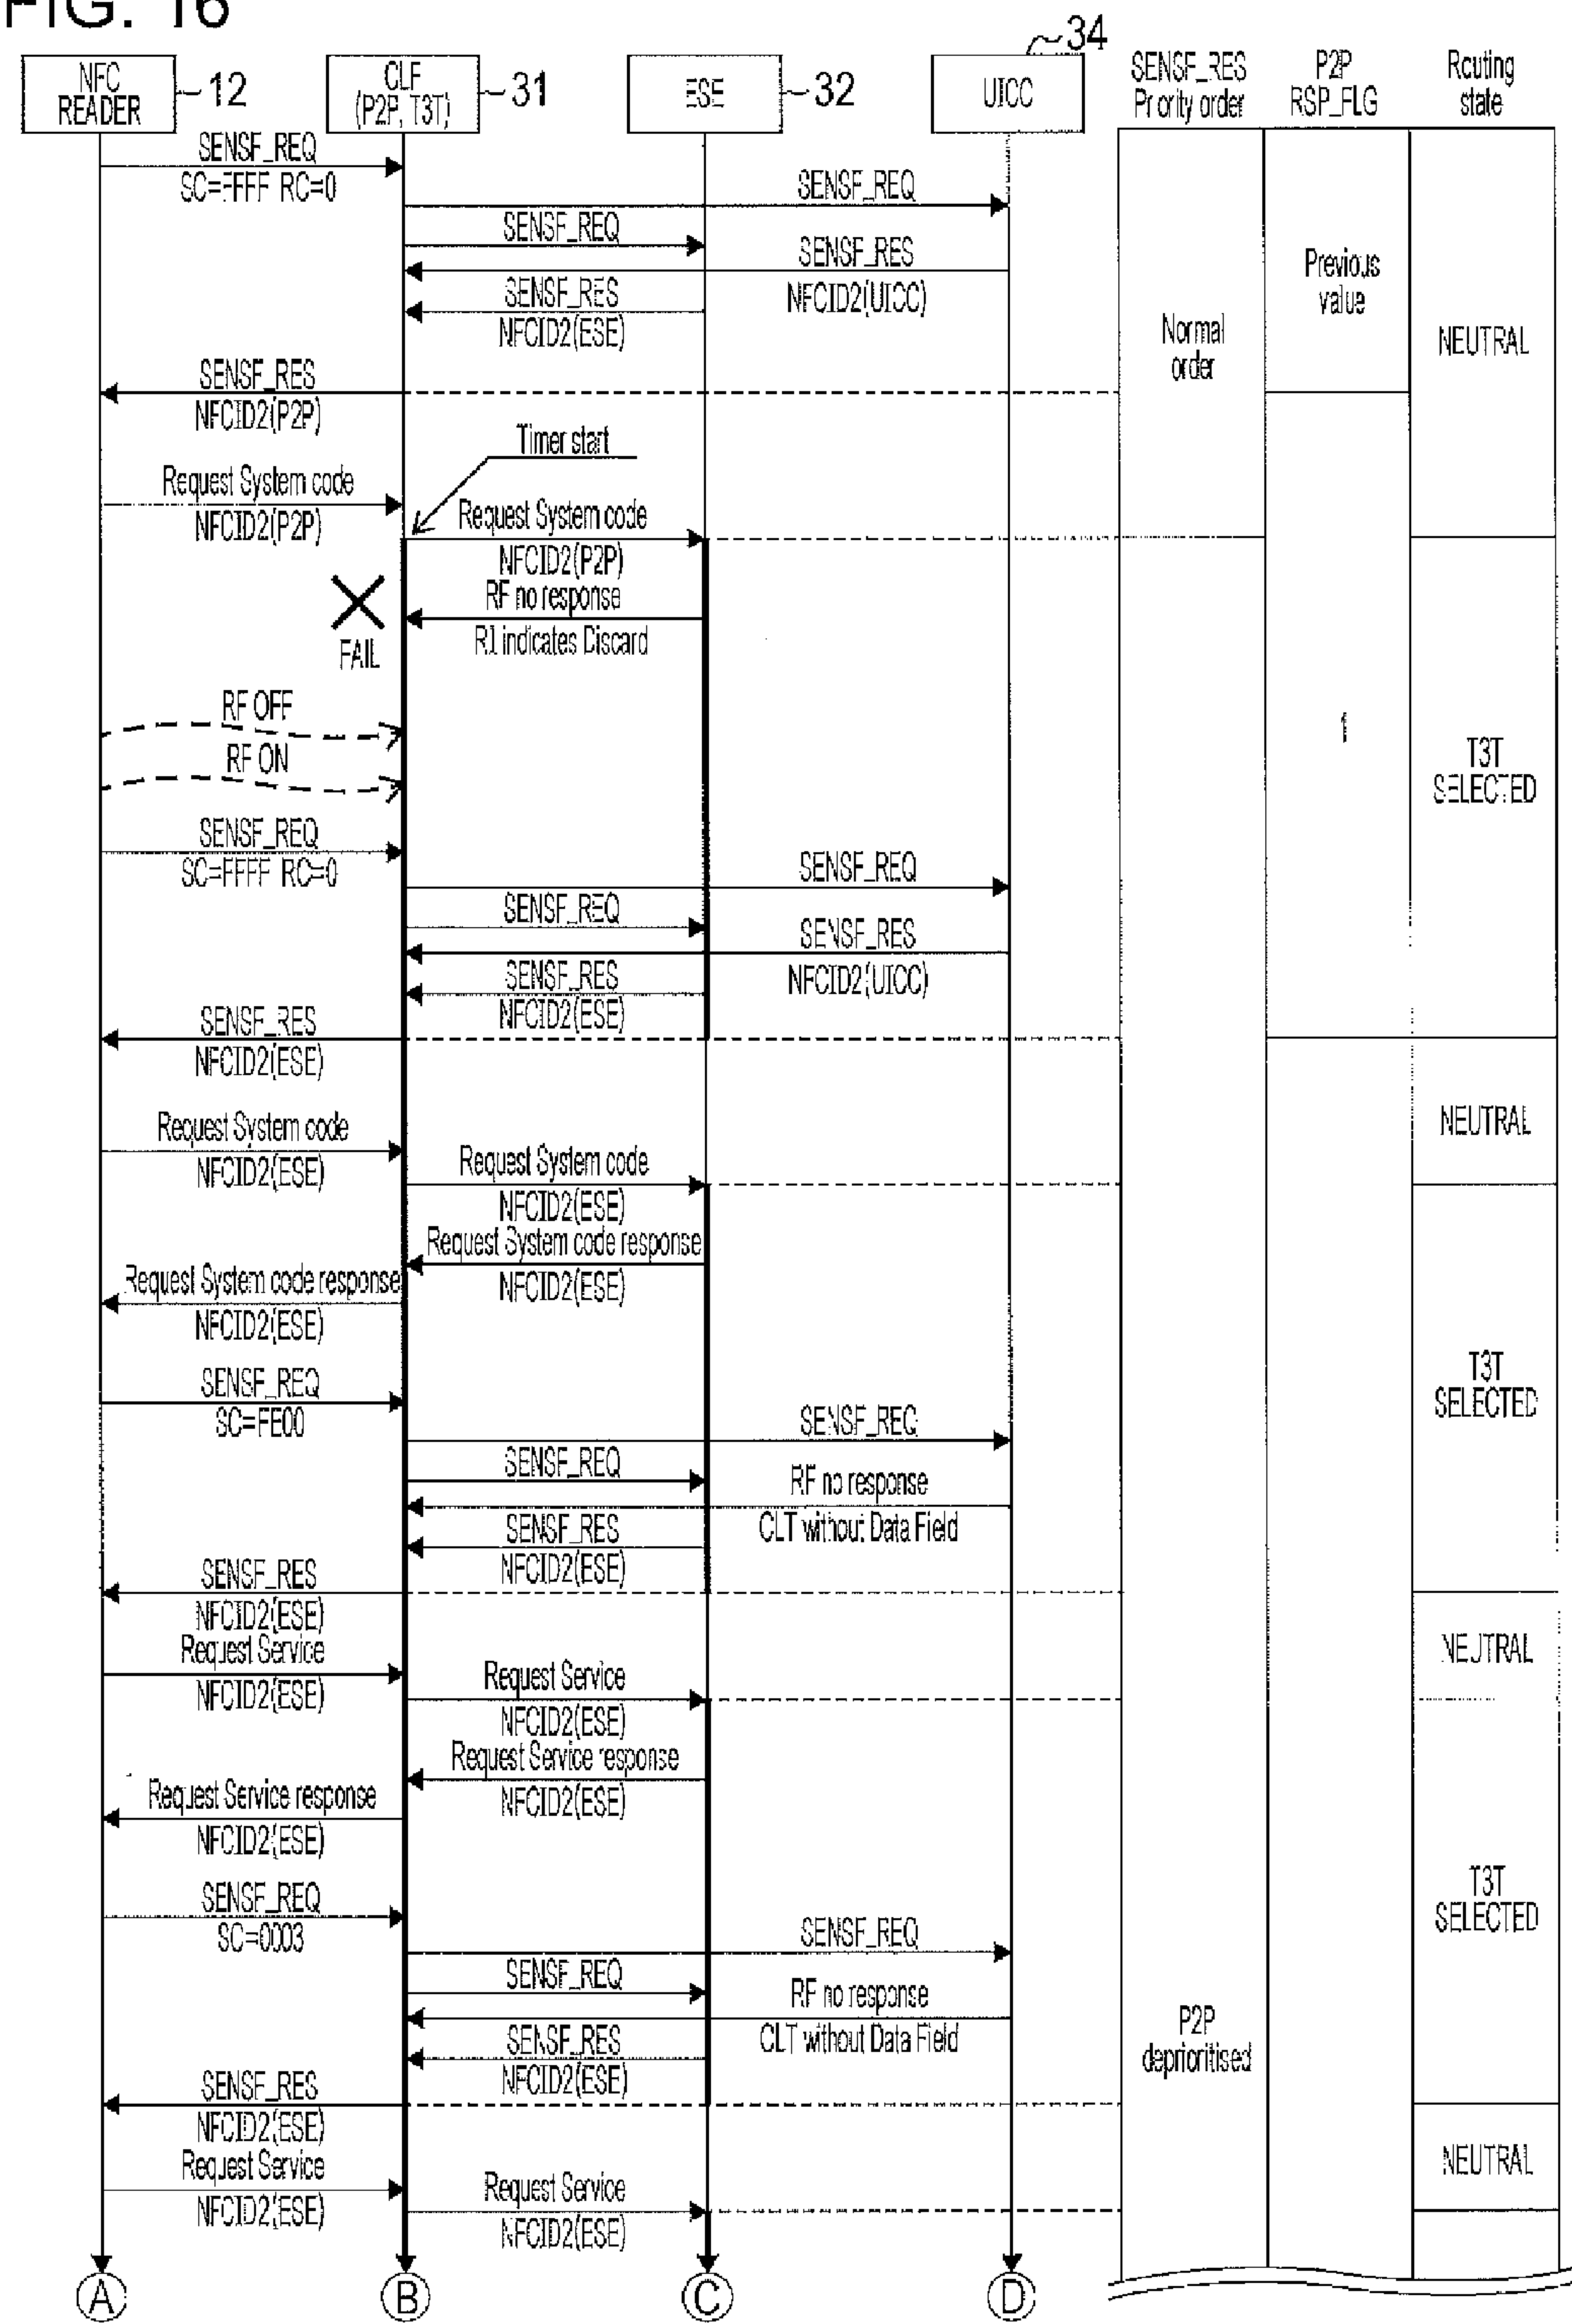 FIG. 16
NFC
READER
12
CLF
(P2P, T3T)
31
ESE
32
UICC
34
SENSF_RES
Priority order
P2P
RSP_FLG
Routing
state
SENSF_REQ
SC=FFFF RC=0
SENSF_REQ
SENSF_REQ
SENSF_RES
NFCID2(UICC)
SENSF_RES
NFCID2(ESE)
Previous
value
Normal
order
NEUTRAL
SENSF_RES
NFCID2(P2P)
Timer start
Request System code
NFCID2(P2P)
Request System code
NFCID2(P2P)
RF no response
RI indicates Discard
FAIL
RF OFF
RF ON
1
T3T
SELECTED
SENSF_REQ
SC=FFFF RC=0
SENSF_REQ
SENSF_REQ
SENSF_RES
NFCID2(UICC)
SENSF_RES
NFCID2(ESE)
SENSF_RES
NFCID2(ESE)
NEUTRAL
Request System code
NFCID2(ESE)
Request System code
NFCID2(ESE)
Request System code response
NFCID2(ESE)
Request System code response
NFCID2(ESE)
T3T
SELECTED
SENSF_REQ
SC=FE00
SENSF_REQ
SENSF_REQ
RF no response
CLT without Data Field
SENSF_RES
NFCID2(ESE)
SENSF_RES
NFCID2(ESE)
NEUTRAL
Request Service
NFCID2(ESE)
Request Service
NFCID2(ESE)
Request Service response
NFCID2(ESE)
Request Service response
NFCID2(ESE)
T3T
SELECTED
SENSF_REQ
SC=0003
SENSF_REQ
SENSF_REQ
RF no response
CLT without Data Field
SENSF_RES
NFCID2(ESE)
P2P
deprioritised
SENSF_RES
NFCID2(ESE)
NEUTRAL
Request Service
NFCID2(ESE)
Request Service
NFCID2(ESE)
A
B
C
D